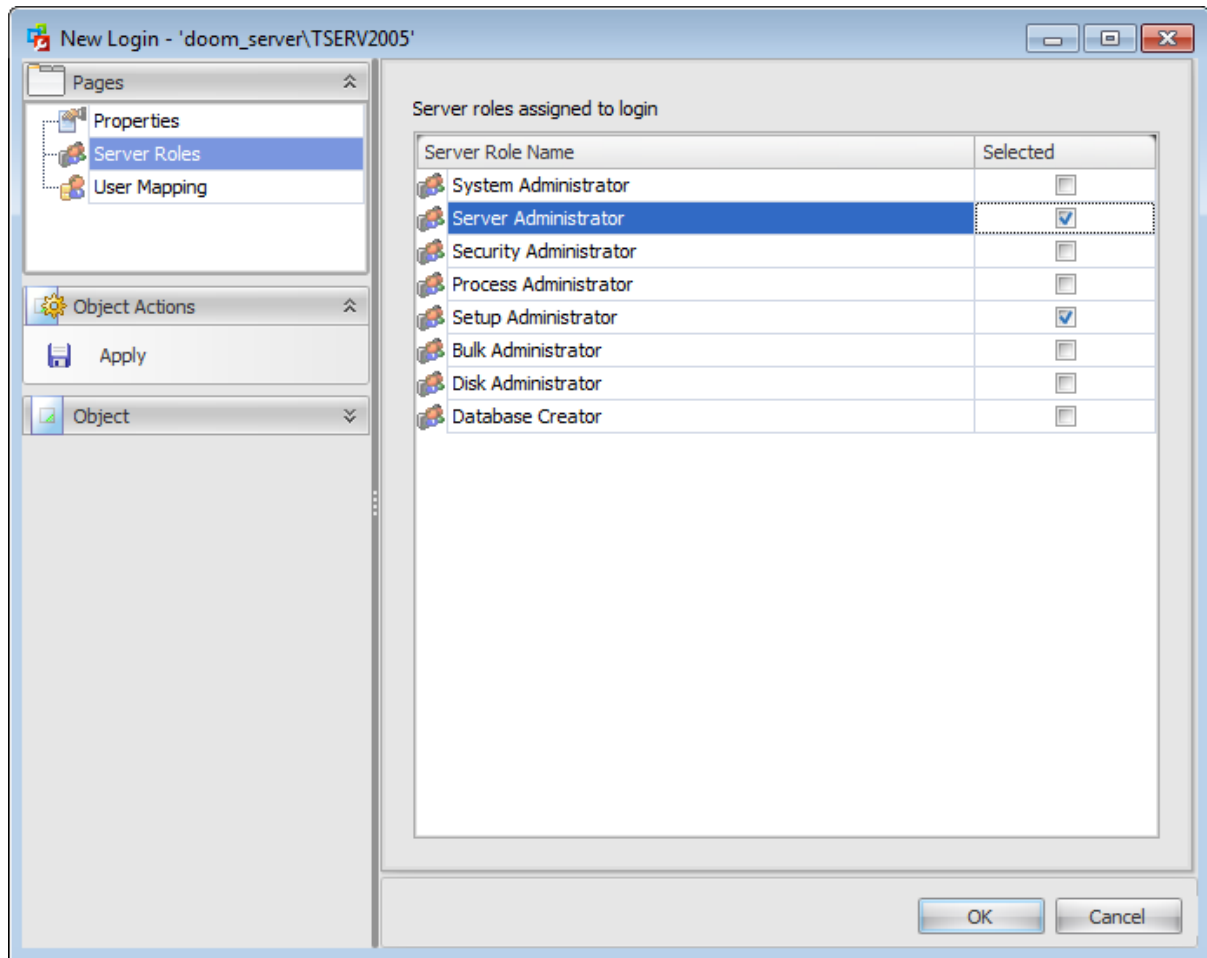 New Login - 'doom_server\TSERV2005'
Pages
Properties
Server Roles
User Mapping
Object Actions
Apply
Object
Server roles assigned to login
Server Role Name Selected
System Administrator
Server Administrator
Security Administrator
Process Administrator
Setup Administrator
Bulk Administrator
Disk Administrator
Database Creator
OK Cancel